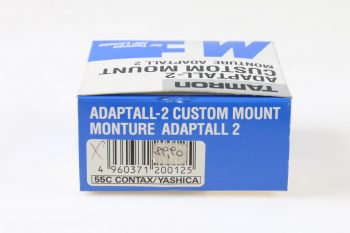 TAMRON
ADAPTALL-2
CUSTOM MOUNT
MONTURE ADAPTALL 2
ADAPTALL-2 CUSTOM MOUNT
MONTURE ADAPTALL 2
X
4 960371 200125
55C CONTAX/YASHICA